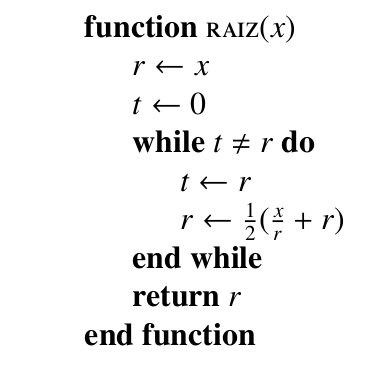 function RAIZ(x)
r ← x
t ← 0
while t ≠ r do
t ← r
r ← 1/2(x/r + r)
end while
return r
end function